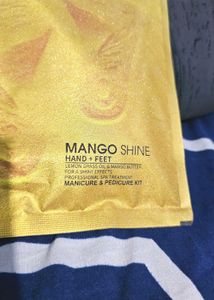 MANGO SHINE
HAND + FEET
LEMON GRASS OIL & MANGO BUTTER
FOR A SHINY EFFECTS
PROFESSIONAL SPA TREATMENT
MANICURE & PEDICURE KIT